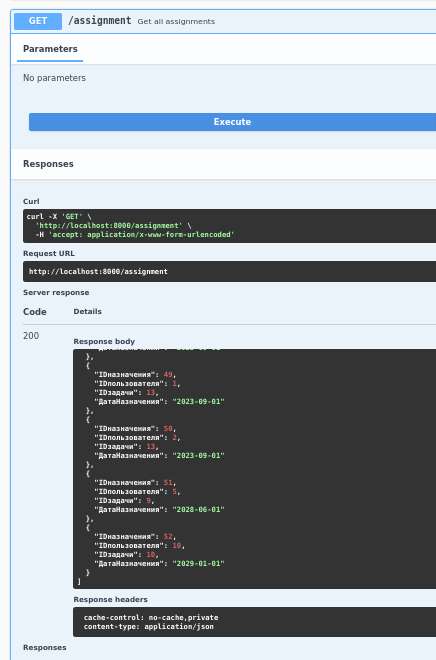 GET /assignment Get all assignments
Parameters
No parameters
Execute
Responses
Curl
curl -X 'GET' \
'http://localhost:8000/assignment' \
-H 'accept: application/x-www-form-urlencoded'
Request URL
http://localhost:8000/assignment
Server response
Code Details
200
Response body
},
{
"IDназначения": 49,
"IDпользователя": 1,
"IDзадачи": 13,
"ДатаНазначения": "2023-09-01"
},
{
"IDназначения": 50,
"IDпользователя": 2,
"IDзадачи": 13,
"ДатаНазначения": "2023-09-01"
},
{
"IDназначения": 51,
"IDпользователя": 5,
"IDзадачи": 9,
"ДатаНазначения": "2028-06-01"
},
{
"IDназначения": 52,
"IDпользователя": 10,
"IDзадачи": 10,
"ДатаНазначения": "2029-01-01"
}
]
Response headers
cache-control: no-cache,private
content-type: application/json
Responses